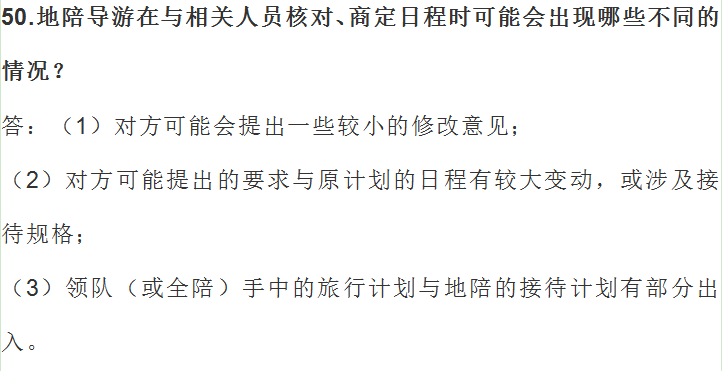 50.地陪导游在与相关人员核对、商定日程时可能会出现哪些不同的
情况？
答：（1）对方可能会提出一些较小的修改意见；
（2）对方可能提出的要求与原计划的日程有较大变动，或涉及接
待规格；
（3）领队（或全陪）手中的旅行计划与地陪的接待计划有部分出
入。